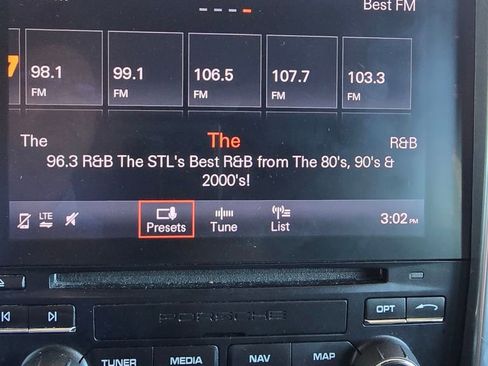 Best FM
98.1
FM
99.1
FM
106.5
FM
107.7
FM
103.3
FM
The
The
R&B
96.3 R&B The STL's Best R&B from The 80's, 90's &
2000's!
LTE
Presets
Tune
List
3:02 PM
PORSCHE
OPT
TUNER
MEDIA
NAV
MAP